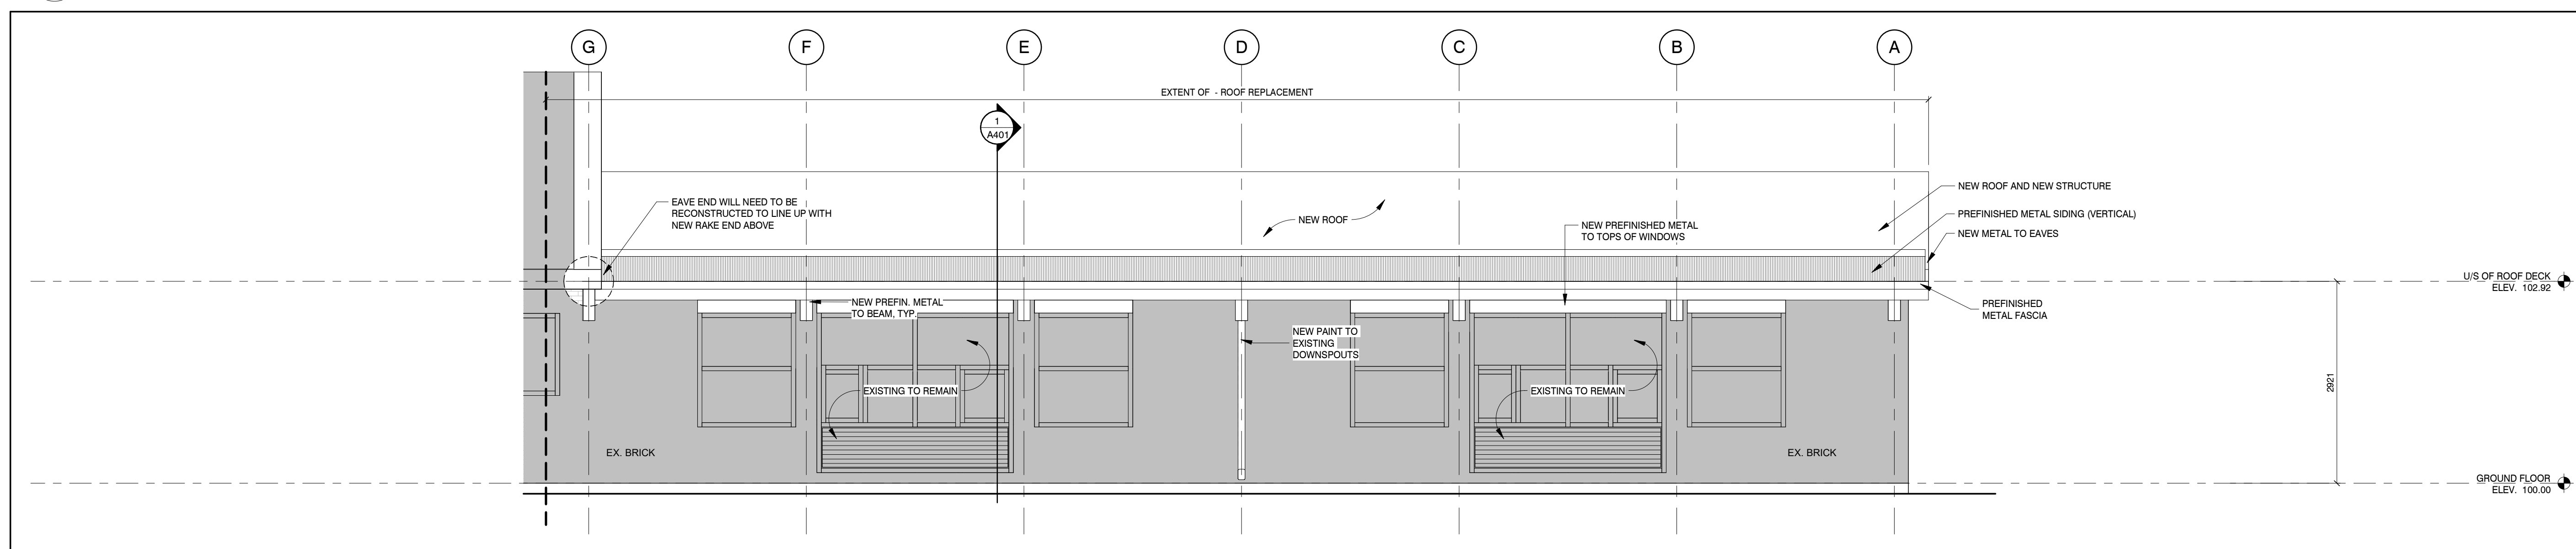 G
F
E
D
C
B
A
EXTENT OF - ROOF REPLACEMENT
1
A401
EAVE END WILL NEED TO BE
RECONSTRUCTED TO LINE UP WITH
NEW RAKE END ABOVE
NEW ROOF
NEW PREFINISHED METAL
TO TOPS OF WINDOWS
NEW ROOF AND NEW STRUCTURE
PREFINISHED METAL SIDING (VERTICAL)
NEW METAL TO EAVES
U/S OF ROOF DECK
ELEV. 102.92
NEW PREFIN. METAL
TO BEAM, TYP.
PREFINISHED
METAL FASCIA
NEW PAINT TO
EXISTING
DOWNSPOUTS
EXISTING TO REMAIN
EXISTING TO REMAIN
2921
EX. BRICK
EX. BRICK
GROUND FLOOR
ELEV. 100.00